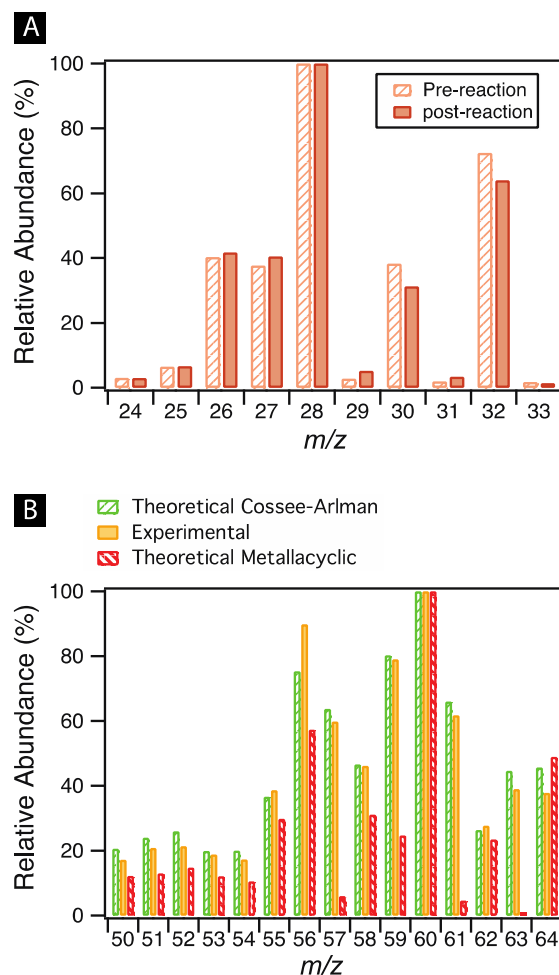 A
Relative Abundance (%)
100
80
60
40
20
0
Pre-reaction
post-reaction
24 25 26 27 28 29 30 31 32 33
m/z
B
Theoretical Cossee-Arlman
Experimental
Theoretical Metallacyclic
Relative Abundance (%)
100
80
60
40
20
0
50 51 52 53 54 55 56 57 58 59 60 61 62 63 64
m/z